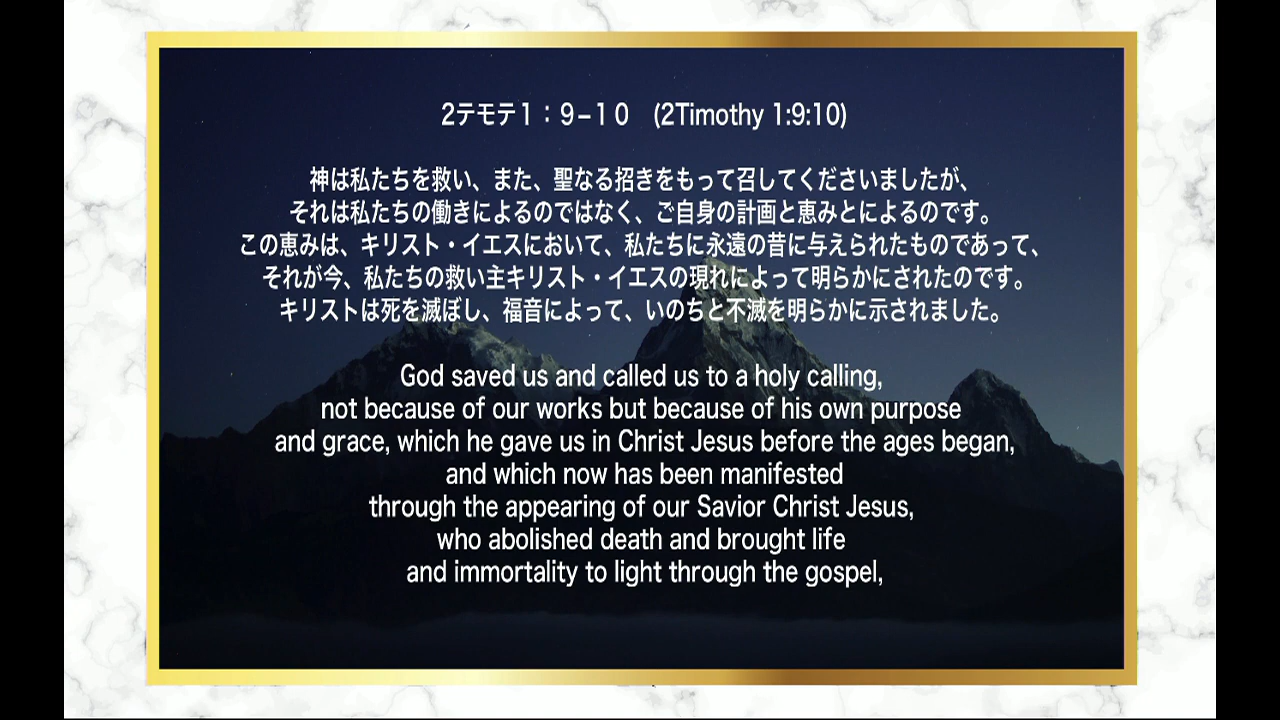 2テモテ1：9–10　(2Timothy 1:9:10)
神は私たちを救い、また、聖なる招きをもって召してくださいましたが、
それは私たちの働きによるのではなく、ご自身の計画と恵みとによるのです。
この恵みは、キリスト・イエスにおいて、私たちに永遠の昔に与えられたものであって、
それが今、私たちの救い主キリスト・イエスの現れによって明らかにされたのです。
キリストは死を滅ぼし、福音によって、いのちと不滅を明らかに示されました。
God saved us and called us to a holy calling,
not because of our works but because of his own purpose
and grace, which he gave us in Christ Jesus before the ages began,
and which now has been manifested
through the appearing of our Savior Christ Jesus,
who abolished death and brought life
and immortality to light through the gospel,